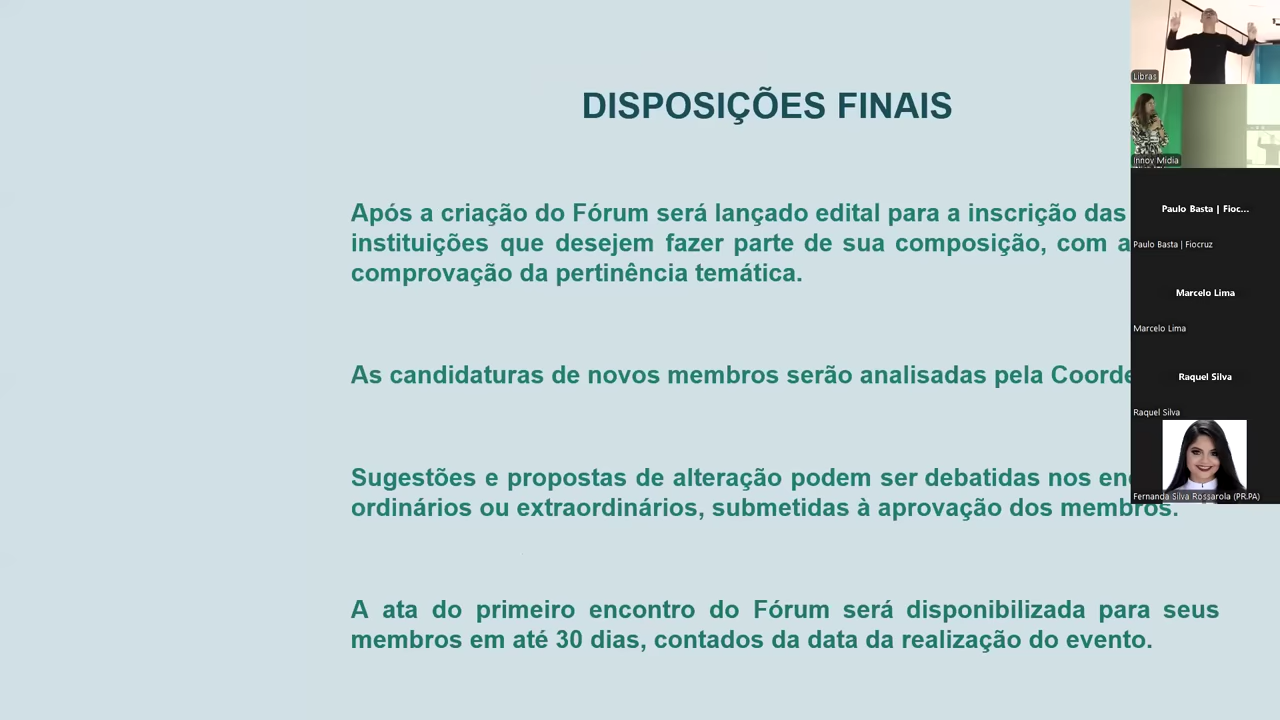 DISPOSIÇÕES FINAIS
Após a criação do Fórum será lançado edital para a inscrição das
instituições que desejem fazer parte de sua composição, com a
comprovação da pertinência temática.
As candidaturas de novos membros serão analisadas pela
Sugestões e propostas de alteração podem ser debatidas nos
ordinários ou extraordinários, submetidas à aprovação dos membros.
A ata do primeiro encontro do Fórum será disponibilizada para seus
membros em até 30 dias, contados da data da realização do evento.
Libras
Innov Midia
Paulo Basta | Fioc...
Paulo Basta | Fiocruz
Marcelo Lima
Marcelo Lima
Raquel Silva
Raquel Silva
Fernanda Silva Rossarola (PR.PA)